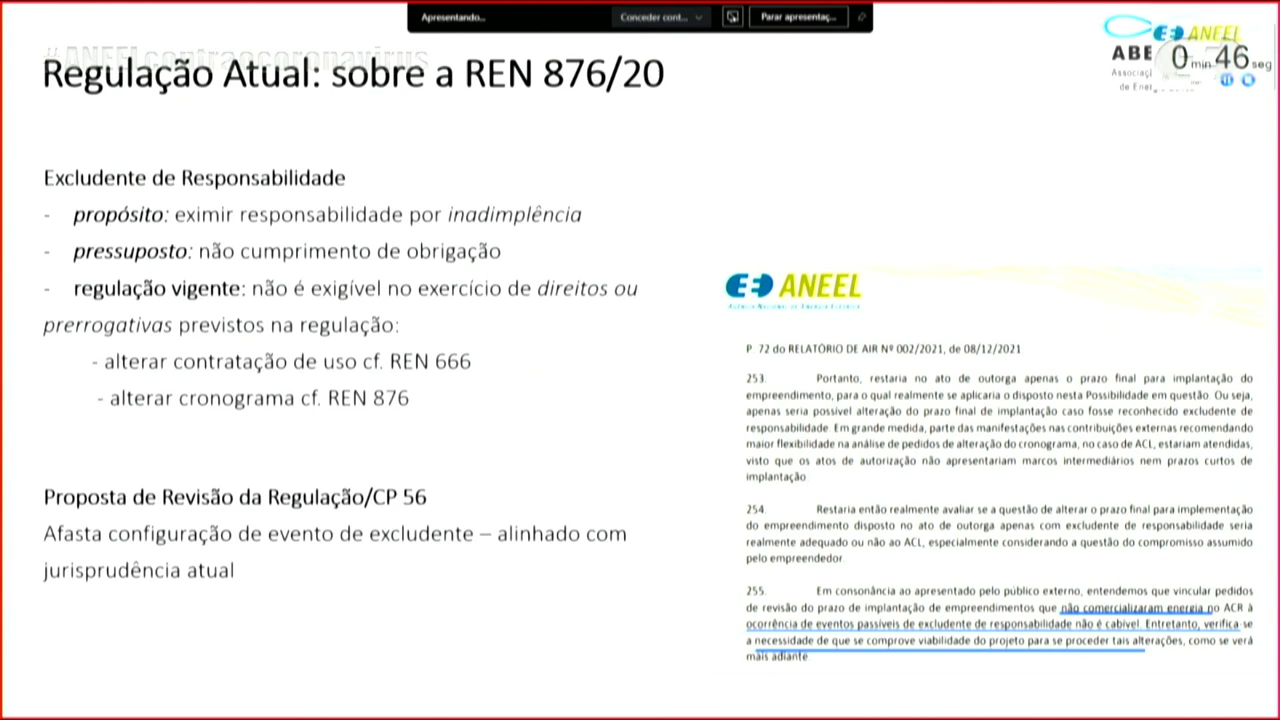 Apresentando...
Conceder cont...
Parar apresentaç...
#ANEELcontraocoronavirus
Regulação Atual: sobre a REN 876/20
ANEEL
ABE
0 min 46 seg
Associaçã
de Ener
Excludente de Responsabilidade
- propósito: eximir responsabilidade por inadimplência
- pressuposto: não cumprimento de obrigação
- regulação vigente: não é exigível no exercício de direitos ou
prerrogativas previstos na regulação:
- alterar contratação de uso cf. REN 666
- alterar cronograma cf. REN 876
Proposta de Revisão da Regulação/CP 56
Afasta configuração de evento de excludente – alinhado com
jurisprudência atual
ANEEL
Agência Nacional de Energia Elétrica
P. 72 do RELATÓRIO DE AIR Nº 002/2021, de 08/12/2021
253. Portanto, restaria no ato de outorga apenas o prazo final para implantação do
empreendimento, para o qual realmente se aplicaria o disposto nesta Possibilidade em questão. Ou seja,
apenas seria possível alteração do prazo final de implantação caso fosse reconhecido excludente de
responsabilidade. Em grande medida, parte das manifestações nas contribuições externas recomendando
maior flexibilidade na análise de pedidos de alteração do cronograma, no caso de ACL, estariam atendidas,
visto que os atos de autorização não apresentariam marcos intermediários nem prazos curtos de
implantação.
254. Restaria então realmente avaliar se a questão de alterar o prazo final para implementação
do empreendimento disposto no ato de outorga apenas com excludente de responsabilidade seria
realmente adequado ou não ao ACL, especialmente considerando a questão do compromisso assumido
pelo empreendedor.
255. Em consonância ao apresentado pelo público externo, entendemos que vincular pedidos
de revisão do prazo de implantação de empreendimentos que não comercializaram energia no ACR à
ocorrência de eventos passíveis de excludente de responsabilidade não é cabível. Entretanto, verifica-se
a necessidade de que se comprove viabilidade do projeto para se proceder tais alterações, como se verá
mais adiante.